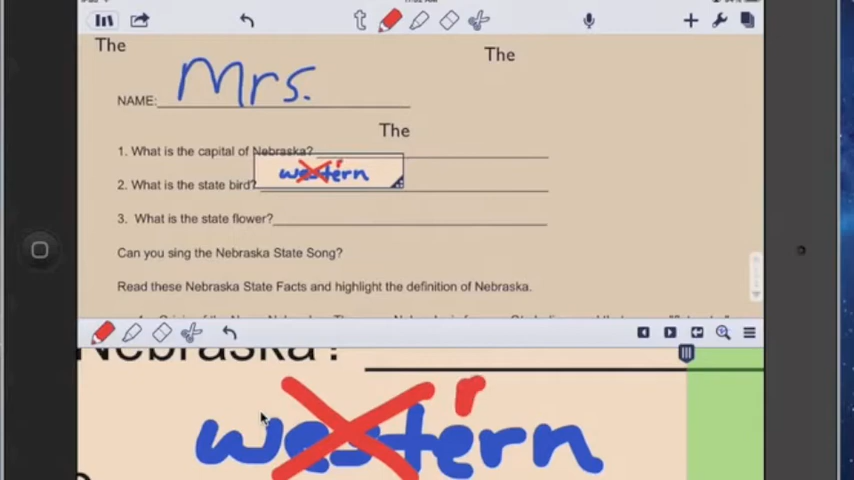 The
The
Mrs.
NAME:
The
1. What is the capital of Nebraska?
western
2. What is the state bird?
3. What is the state flower?
Can you sing the Nebraska State Song?
Read these Nebraska State Facts and highlight the definition of Nebraska.
Nebraska?
r
western